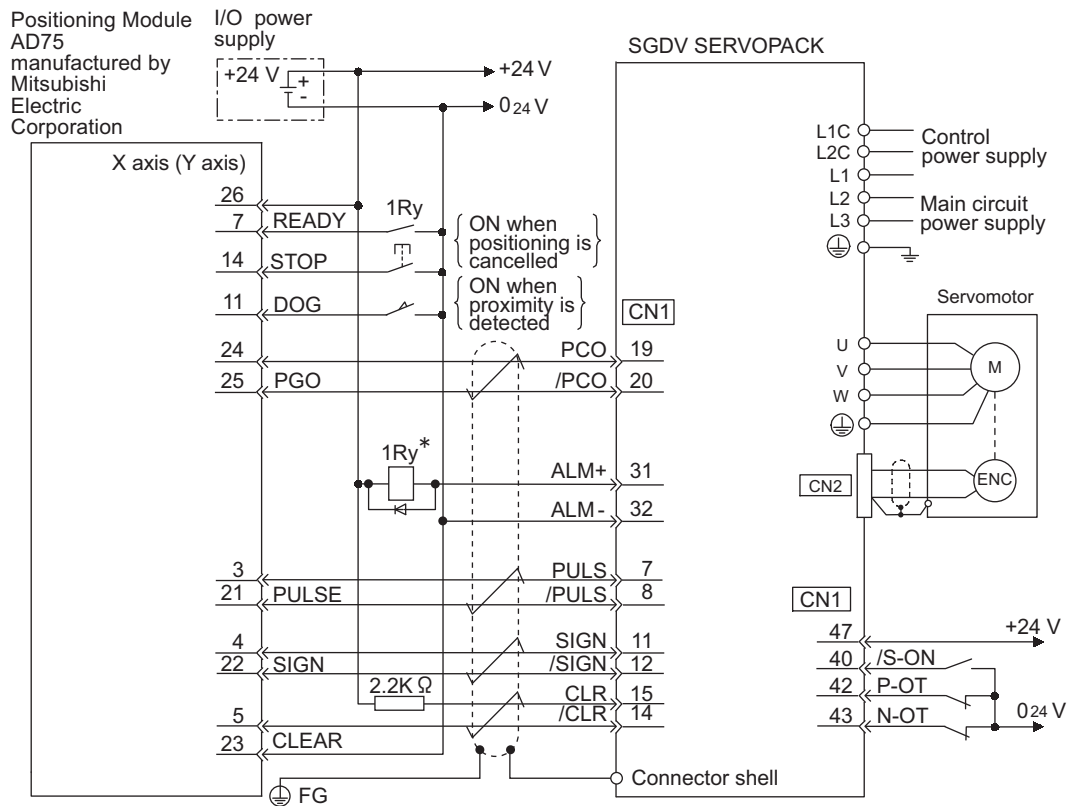 Positioning Module
AD75
manufactured by
Mitsubishi
Electric
Corporation
I/O power
supply
+24 V
+
-
+24 V
0 24 V
SGDV SERVOPACK
X axis (Y axis)
26
7 READY 1Ry
ON when
positioning is
cancelled
14 STOP
11 DOG
ON when
proximity is
detected
CN1
24 PCO 19
25 PGO /PCO 20
1Ry*
ALM+ 31
ALM- 32
3 PULS 7
21 PULSE /PULS 8
4 SIGN 11
22 SIGN /SIGN 12
2.2K Ω CLR 15
5 /CLR 14
23 CLEAR
FG
Connector shell
L1C
L2C
Control
power supply
L1
L2
L3
Main circuit
power supply
Servomotor
U
V
W
M
CN2
ENC
CN1
47 +24 V
40 /S-ON
42 P-OT
43 N-OT
0 24 V